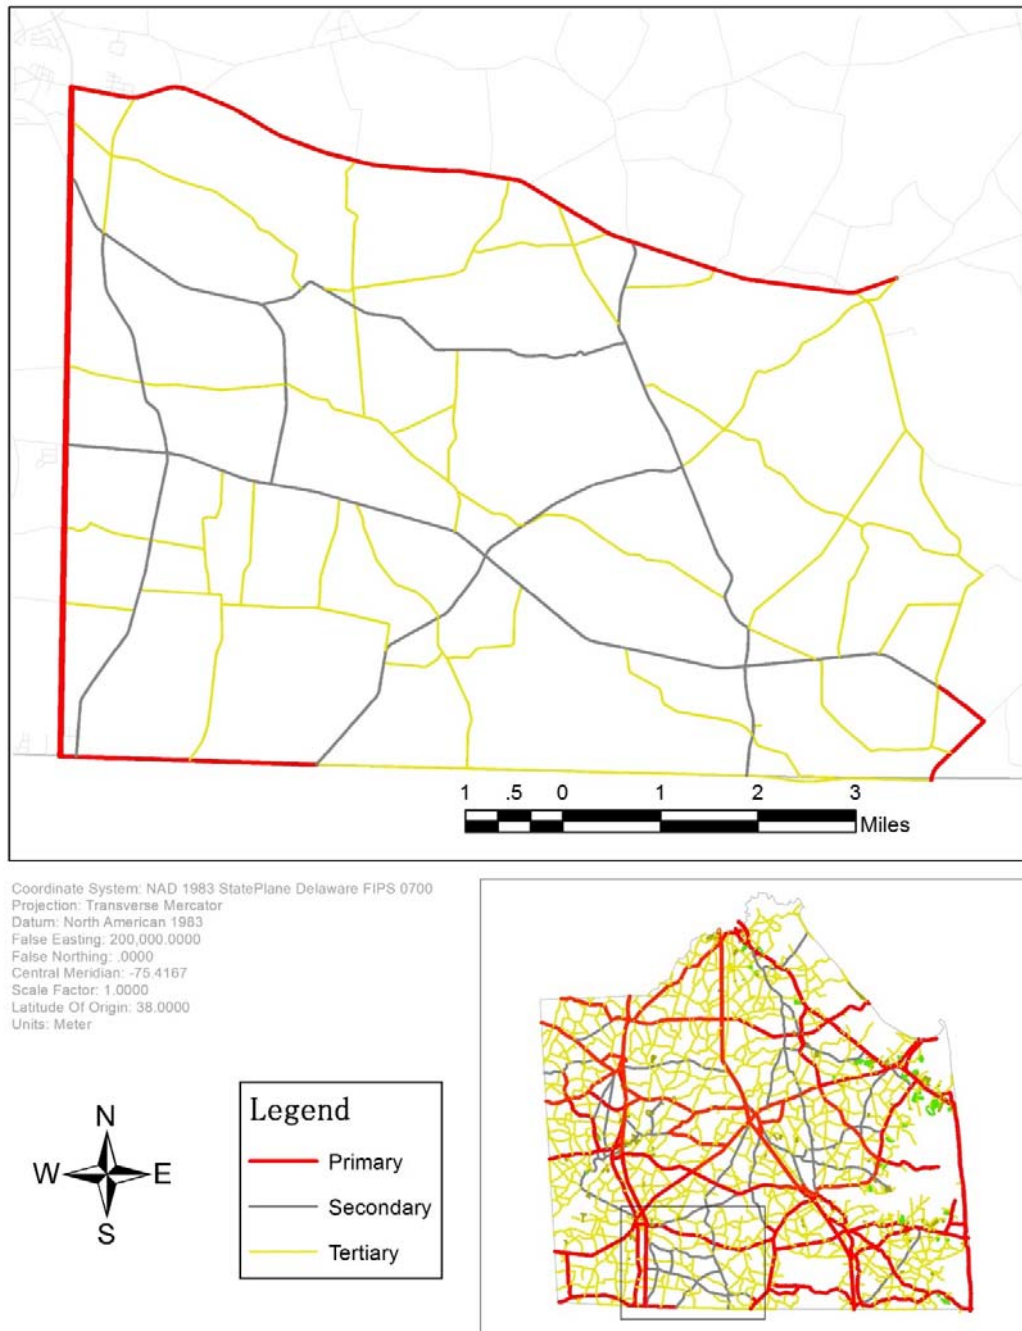 1 .5 0 1 2 3
Miles
Coordinate System: NAD 1983 StatePlane Delaware FIPS 0700
Projection: Transverse Mercator
Datum: North American 1983
False Easting: 200,000.0000
False Northing: .0000
Central Meridian: -75.4167
Scale Factor: 1.0000
Latitude Of Origin: 38.0000
Units: Meter
N
W E
S
Legend
Primary
Secondary
Tertiary